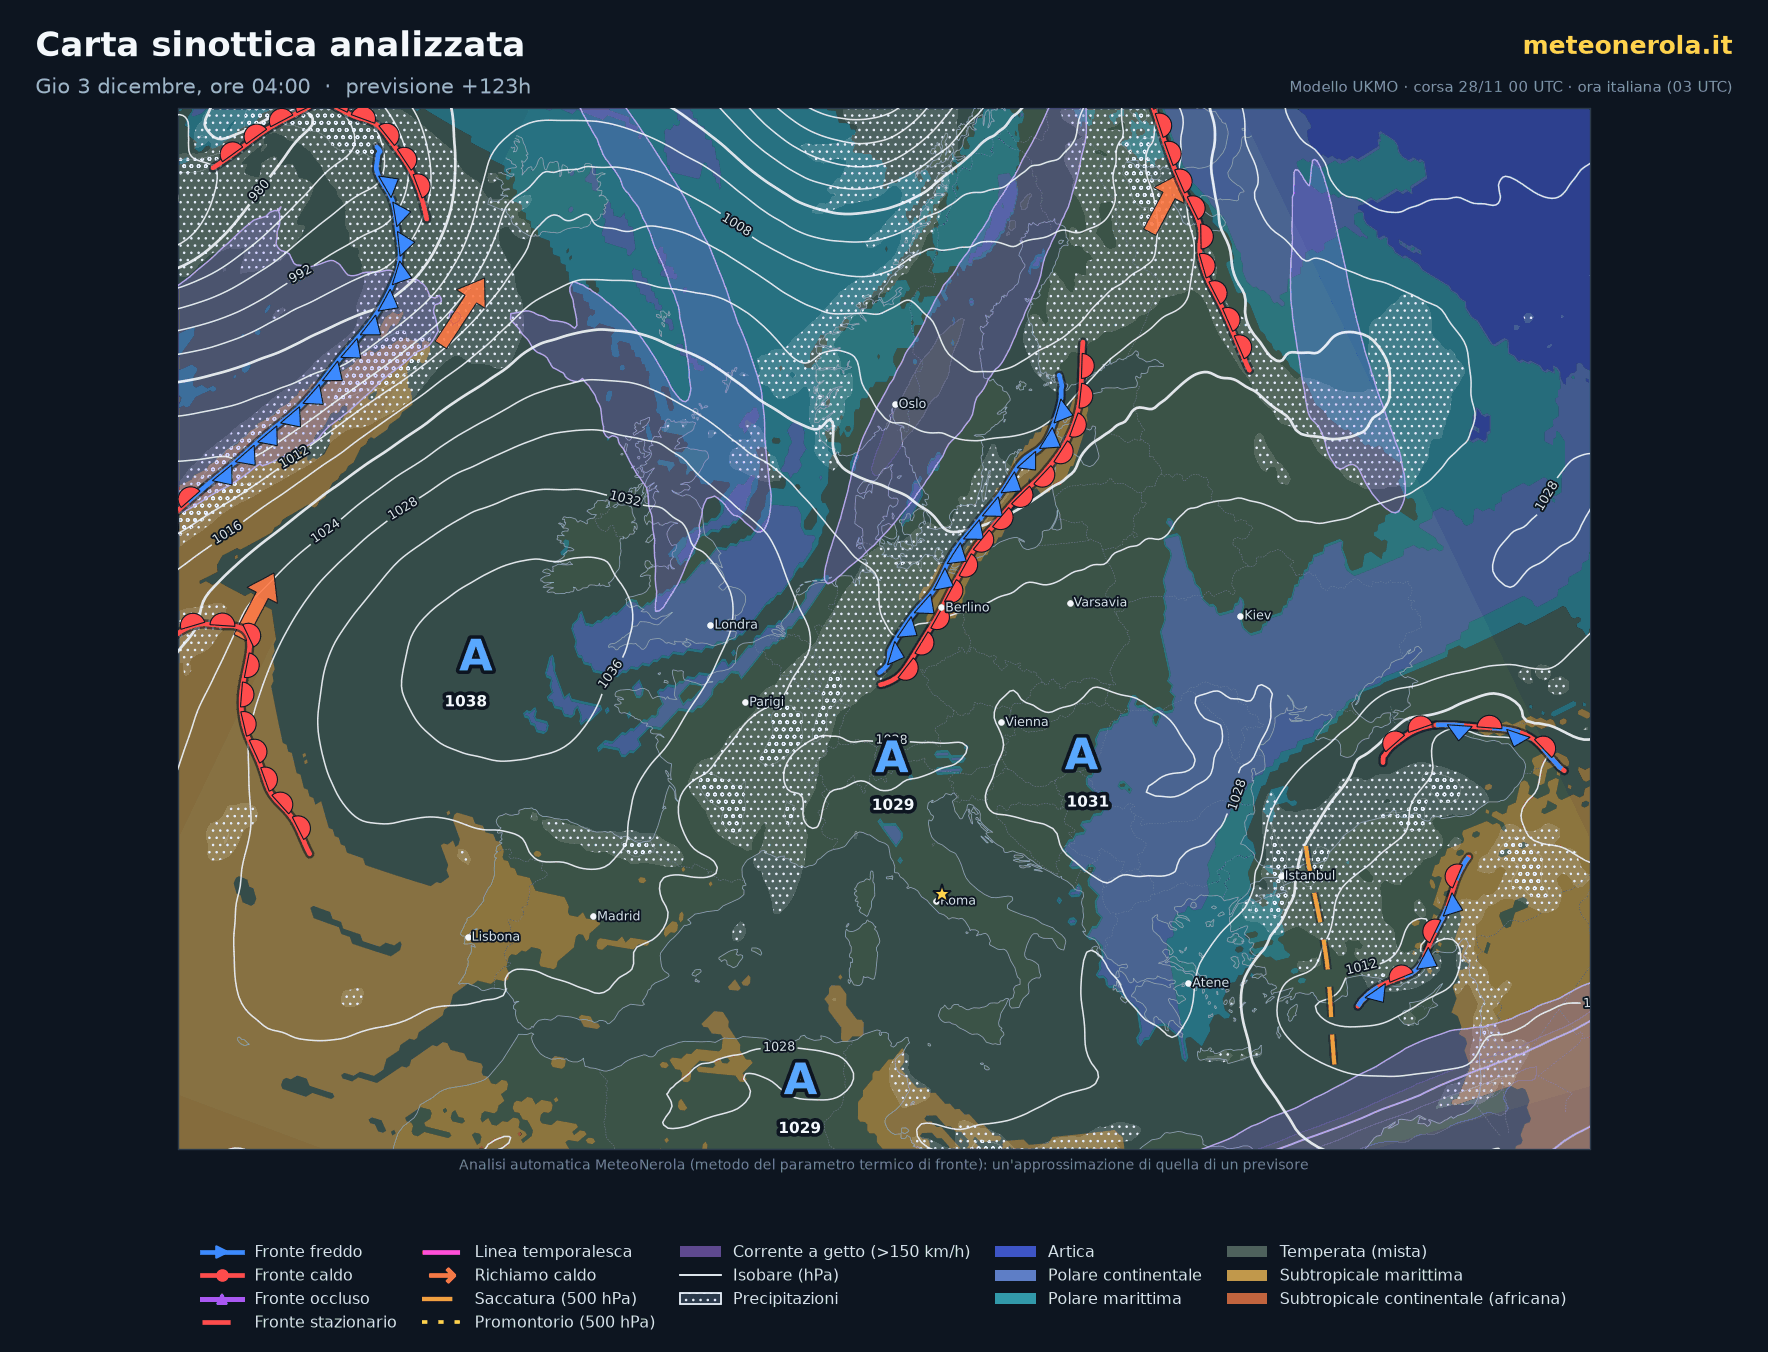 Carta sinottica analizzata
meteonerola.it
Gio 3 dicembre, ore 04:00 · previsione +123h
Modello UKMO · corsa 28/11 00 UTC · ora italiana (03 UTC)
980
1008
992
Oslo
1012
1032
1028
1028
1024
1016
Berlino
Varsavia
Kiev
Londra
A
1038
1036
Parigi
Vienna
1028
A
1029
A
1031
1028
Istanbul
Roma
Madrid
Lisbona
1012
Atene
1
1028
A
1029
Analisi automatica MeteoNerola (metodo del parametro termico di fronte): un'approssimazione di quella di un previsore
Fronte freddo
Linea temporalesca
Corrente a getto (>150 km/h)
Artica
Temperata (mista)
Fronte caldo
Richiamo caldo
Isobare (hPa)
Polare continentale
Subtropicale marittima
Fronte occluso
Saccatura (500 hPa)
Precipitazioni
Polare marittima
Subtropicale continentale (africana)
Fronte stazionario
Promontorio (500 hPa)